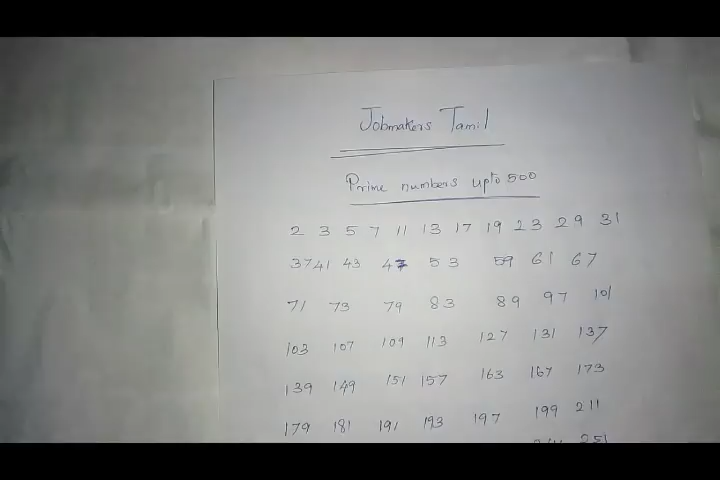 Jobmakers Tamil
Prime numbers upto 500
2 3 5 7 11 13 17 19 23 29 31
37 41 43 47 53 59 61 67
71 73 79 83 89 97 101
103 107 109 113 127 131 137
139 149 151 157 163 167 173
179 181 191 193 197 199 211
251